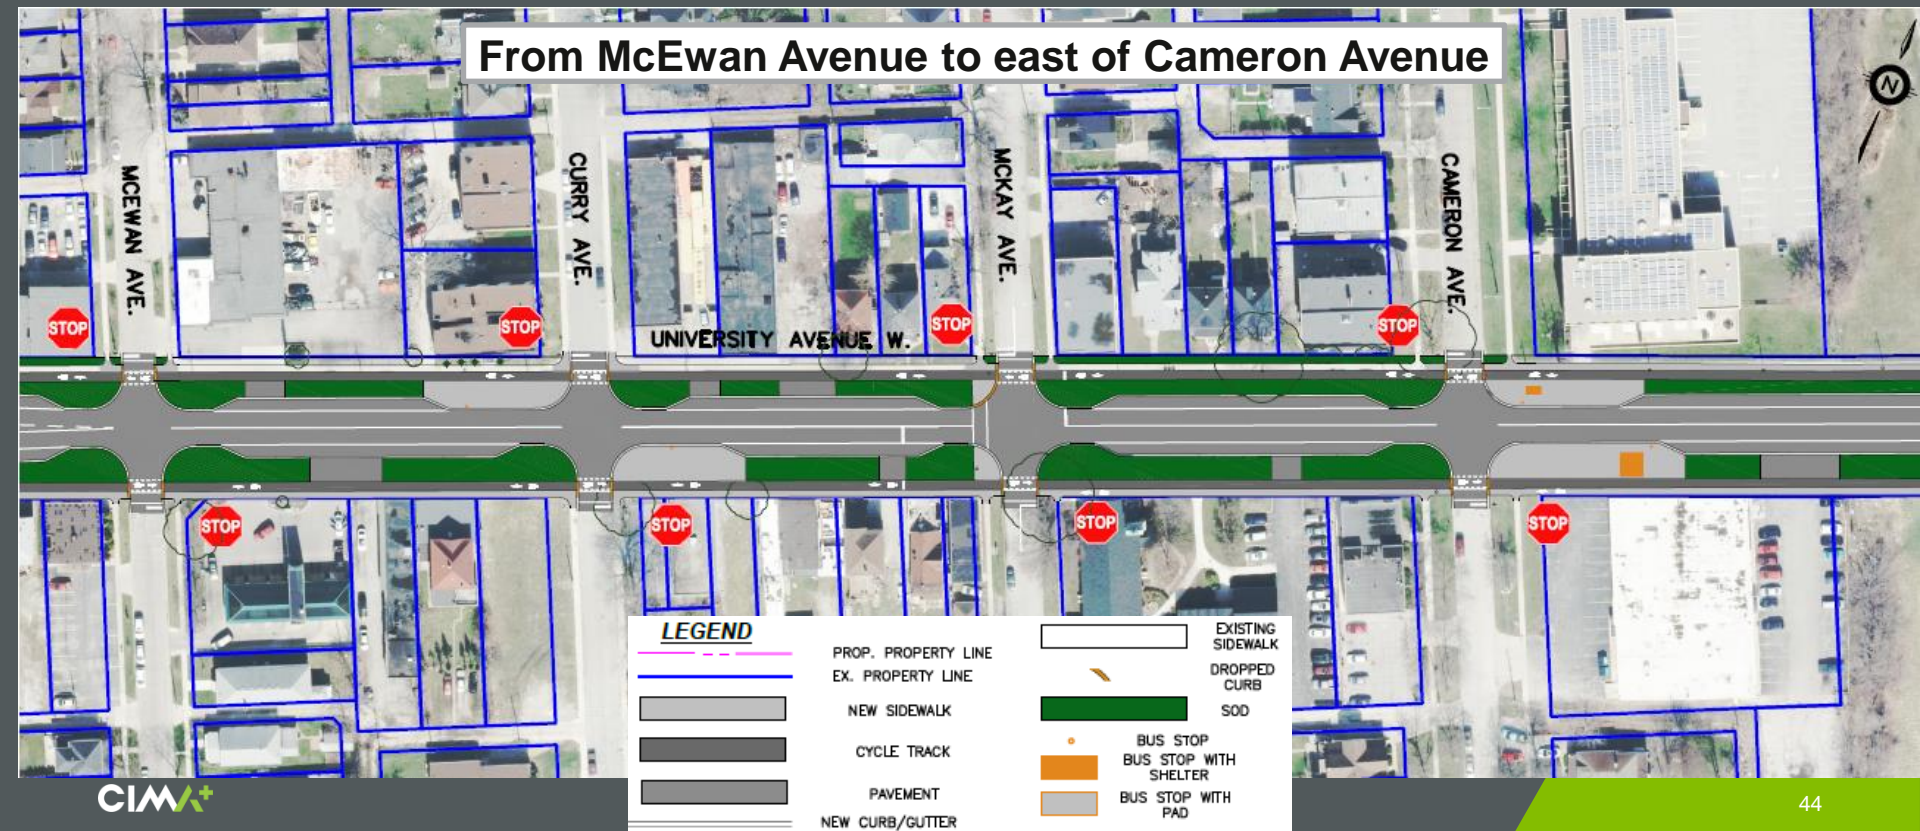 From McEwan Avenue to east of Cameron Avenue
N
MCEWAN AVE.
CURRY AVE.
MCKAY AVE.
CAMERON AVE.
STOP
STOP
STOP
STOP
UNIVERSITY AVENUE W.
STOP
STOP
STOP
STOP
LEGEND
PROP. PROPERTY LINE
EX. PROPERTY LINE
NEW SIDEWALK
CYCLE TRACK
PAVEMENT
NEW CURB/GUTTER
EXISTING
SIDEWALK
DROPPED
CURB
SOD
BUS STOP
BUS STOP WITH
SHELTER
BUS STOP WITH
PAD
CIMA+
44